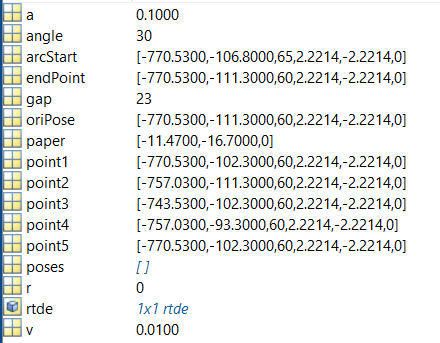 a 0.1000
angle 30
arcStart [-770.5300,-106.8000,65,2.2214,-2.2214,0]
endPoint [-770.5300,-111.3000,60,2.2214,-2.2214,0]
gap 23
oriPose [-770.5300,-111.3000,60,2.2214,-2.2214,0]
paper [-11.4700,-16.7000,0]
point1 [-770.5300,-102.3000,60,2.2214,-2.2214,0]
point2 [-757.0300,-111.3000,60,2.2214,-2.2214,0]
point3 [-743.5300,-102.3000,60,2.2214,-2.2214,0]
point4 [-757.0300,-93.3000,60,2.2214,-2.2214,0]
point5 [-770.5300,-102.3000,60,2.2214,-2.2214,0]
poses [ ]
r 0
rtde 1x1 rtde
v 0.0100